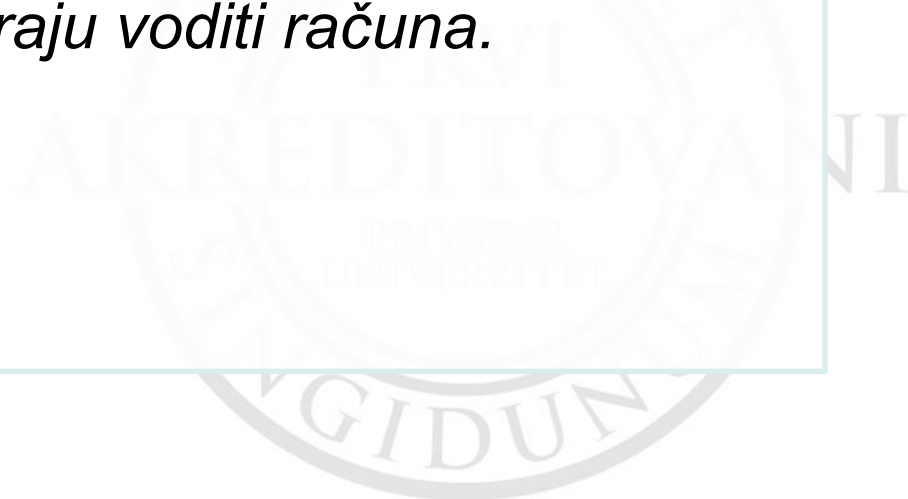 raju voditi računa.
PRVI
AKREDITOVANI
PRIVATNI
UNIVERZITET
SINGIDUNUM